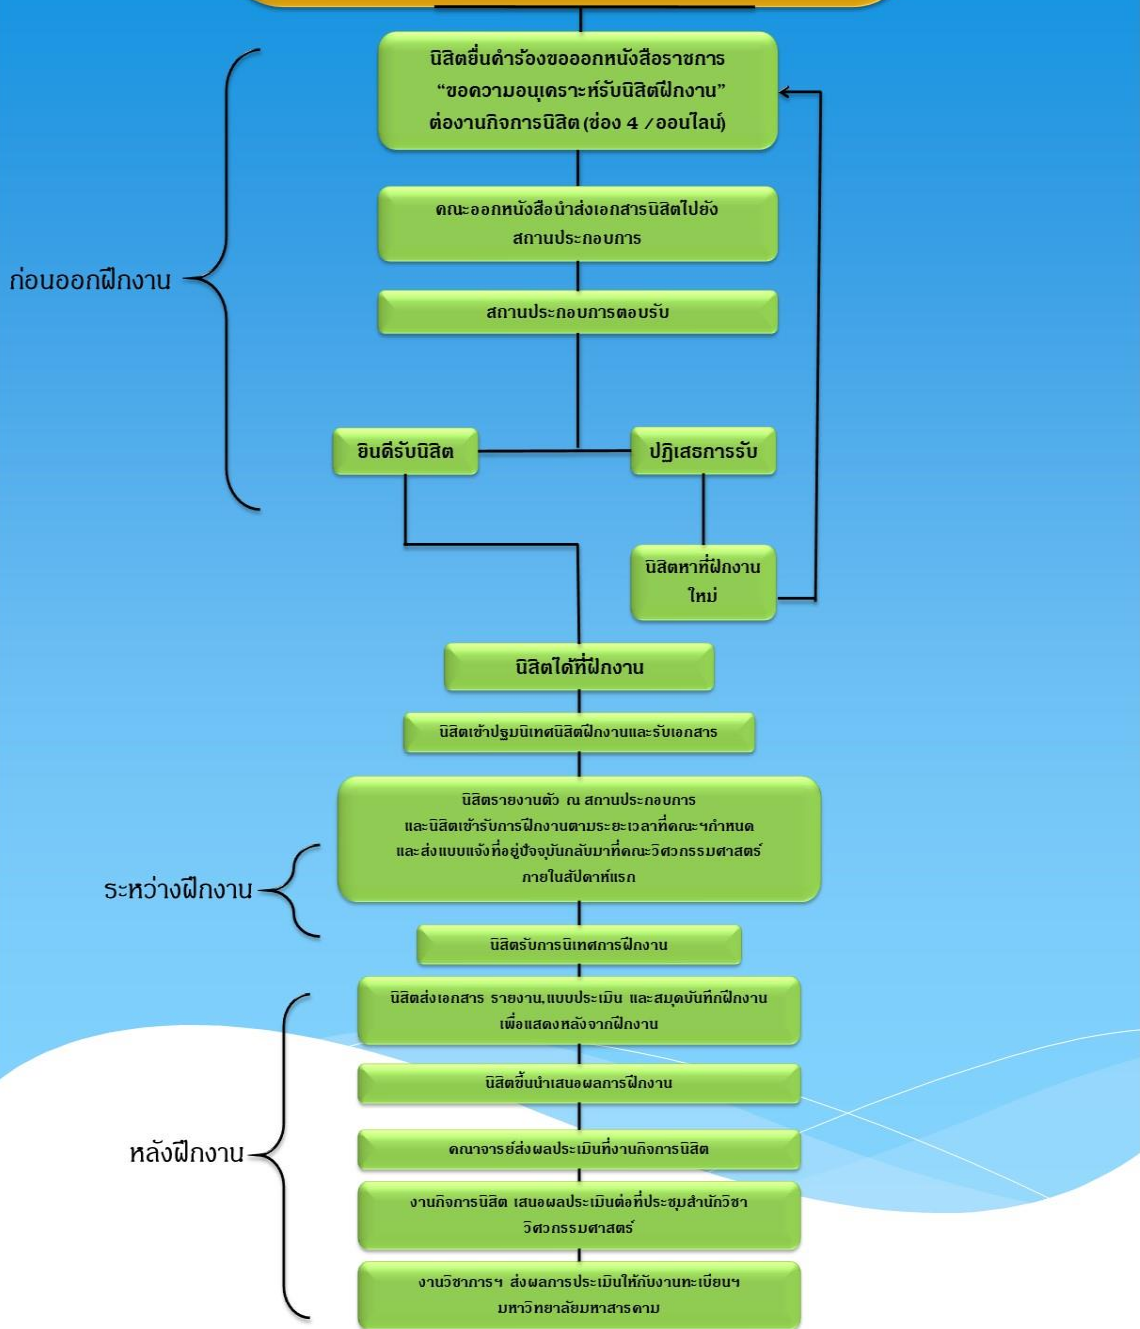 นิสิตยื่นคำร้องขอออกหนังสือราชการ
“ขอความอนุเคราะห์รับนิสิตฝึกงาน”
ต่องานกิจการนิสิต (ช่อง 4 / ออนไลน์)
คณะออกหนังสือนำส่งเอกสารนิสิตไปยัง
สถานประกอบการ
ก่อนออกฝึกงาน
สถานประกอบการตอบรับ
ยินดีรับนิสิต
ปฏิเสธการรับ
นิสิตหาที่ฝึกงาน
ใหม่
นิสิตได้ที่ฝึกงาน
นิสิตเข้าปฐมนิเทศนิสิตฝึกงานและรับเอกสาร
นิสิตรายงานตัว ณ สถานประกอบการ
และนิสิตเข้ารับการฝึกงานตามระยะเวลาที่คณะฯกำหนด
และส่งแบบแจ้งที่อยู่ปัจจุบันกลับมาที่คณะวิศวกรรมศาสตร์
ภายในสัปดาห์แรก
ระหว่างฝึกงาน
นิสิตรับการนิเทศการฝึกงาน
นิสิตส่งเอกสาร รายงาน,แบบประเมิน และสมุดบันทึกฝึกงาน
เพื่อแสดงหลังจากฝึกงาน
นิสิตขึ้นนำเสนอผลการฝึกงาน
หลังฝึกงาน
คณาจารย์ส่งผลประเมินที่งานกิจการนิสิต
งานกิจการนิสิต เสนอผลประเมินต่อที่ประชุมสำนักวิชา
วิศวกรรมศาสตร์
งานวิชาการฯ ส่งผลการประเมินให้กับงานทะเบียนฯ
มหาวิทยาลัยมหาสารคาม